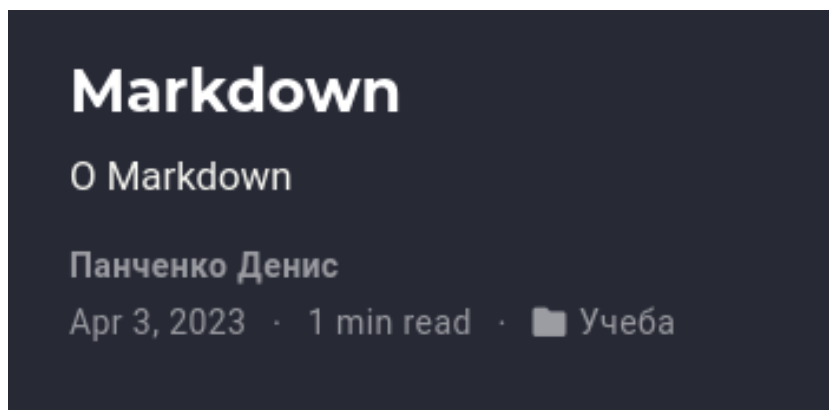 Markdown
О Markdown
Панченко Денис
Apr 3, 2023 · 1 min read · Учеба